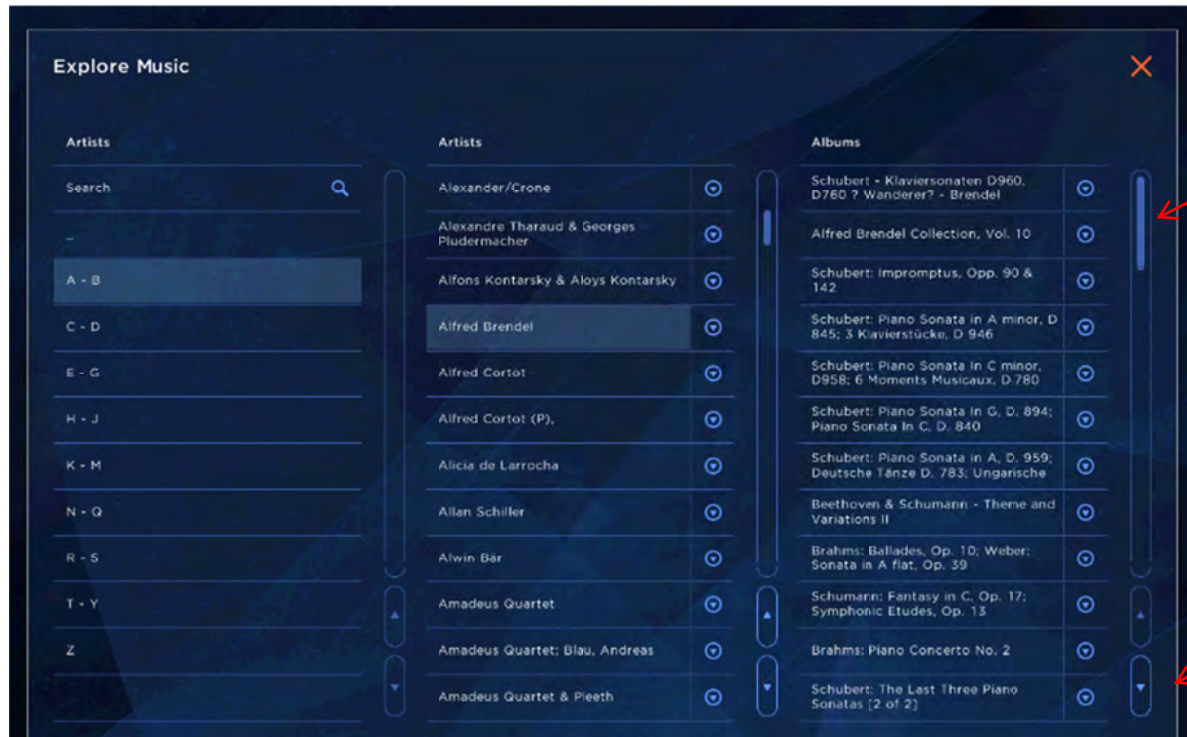 Explore Music
Artists
Search
_
A - B
C - D
E - G
H - J
K - M
N - Q
R - S
T - Y
Z
Artists
Alexander/Crone
Alexandre Tharaud & Georges
Pludermacher
Alfons Kontarsky & Aloys Kontarsky
Alfred Brendel
Alfred Cortot
Alfred Cortot (P),
Alicia de Larrocha
Allan Schiller
Alwin Bär
Amadeus Quartet
Amadeus Quartet; Blau, Andreas
Amadeus Quartet & Pleeth
Albums
Schubert - Klaviersonaten D960,
D760 ? Wanderer? - Brendel
Alfred Brendel Collection, Vol. 10
Schubert: Impromptus, Opp. 90 &
142
Schubert: Piano Sonata in A minor, D
845; 3 Klavierstücke, D 946
Schubert: Piano Sonata In C minor,
D958; 6 Moments Musicaux, D.780
Schubert: Piano Sonata In G, D. 894;
Piano Sonata In C, D. 840
Schubert: Piano Sonata in A, D. 959;
Deutsche Tänze D. 783; Ungarische
Beethoven & Schumann - Theme and
Variations II
Brahms: Ballades, Op. 10; Weber:
Sonata in A flat, Op. 39
Schumann: Fantasy in C, Op. 17;
Symphonic Etudes, Op. 13
Brahms: Piano Concerto No. 2
Schubert: The Last Three Piano
Sonatas [2 of 2]